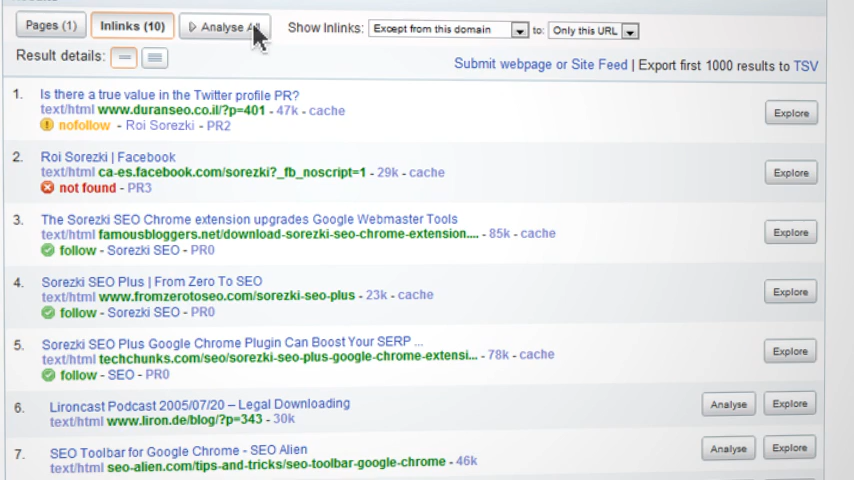 Pages (1) Inlinks (10) Analyse All Show Inlinks: Except from this domain to: Only this URL
Result details: Submit webpage or Site Feed | Export first 1000 results to TSV
1. Is there a true value in the Twitter profile PR?
text/html www.duranseo.co.il/?p=401 - 47k - cache Explore
nofollow - Roi Sorezki - PR2
2. Roi Sorezki | Facebook
text/html ca-es.facebook.com/sorezki?_fb_noscript=1 - 29k - cache Explore
not found - PR3
3. The Sorezki SEO Chrome extension upgrades Google Webmaster Tools
text/html famousbloggers.net/download-sorezki-seo-chrome-extension.... - 85k - cache Explore
follow - Sorezki SEO - PR0
4. Sorezki SEO Plus | From Zero To SEO
text/html www.fromzerotoseo.com/sorezki-seo-plus - 23k - cache Explore
follow - Sorezki SEO - PR0
5. Sorezki SEO Plus Google Chrome Plugin Can Boost Your SERP ...
text/html techchunks.com/seo/sorezki-seo-plus-google-chrome-extensi... - 78k - cache Explore
follow - SEO - PR0
6. Lironcast Podcast 2005/07/20 – Legal Downloading Analyse Explore
text/html www.liron.de/blog/?p=343 - 30k
7. SEO Toolbar for Google Chrome - SEO Alien Analyse Explore
text/html seo-alien.com/tips-and-tricks/seo-toolbar-google-chrome - 46k